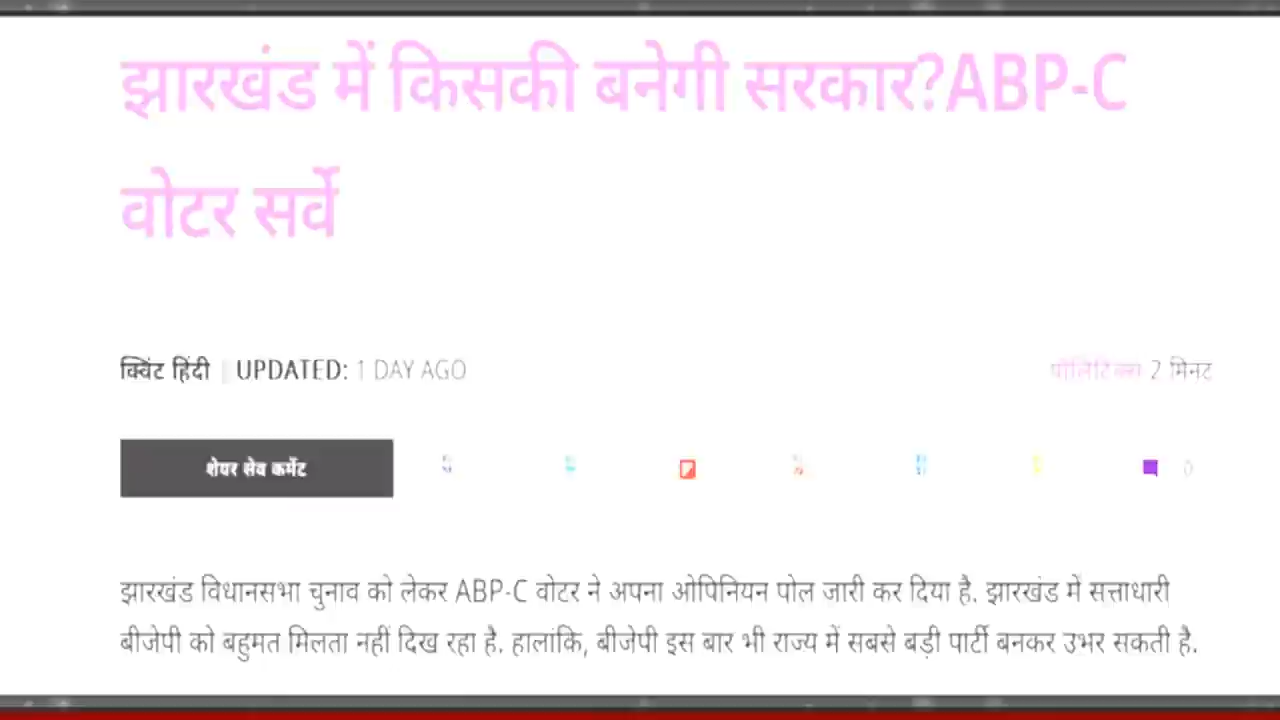 झारखंड में किसकी बनेगी सरकार?ABP-C
वोटर सर्वे
क्विंट हिंदी | UPDATED: 1 DAY AGO
पॉलिटिक्स 2 मिनट
शेयर सेव कमेंट
0
झारखंड विधानसभा चुनाव को लेकर ABP-C वोटर ने अपना ओपिनियन पोल जारी कर दिया है. झारखंड में सत्ताधारी
बीजेपी को बहुमत मिलता नहीं दिख रहा है. हालांकि, बीजेपी इस बार भी राज्य में सबसे बड़ी पार्टी बनकर उभर सकती है.